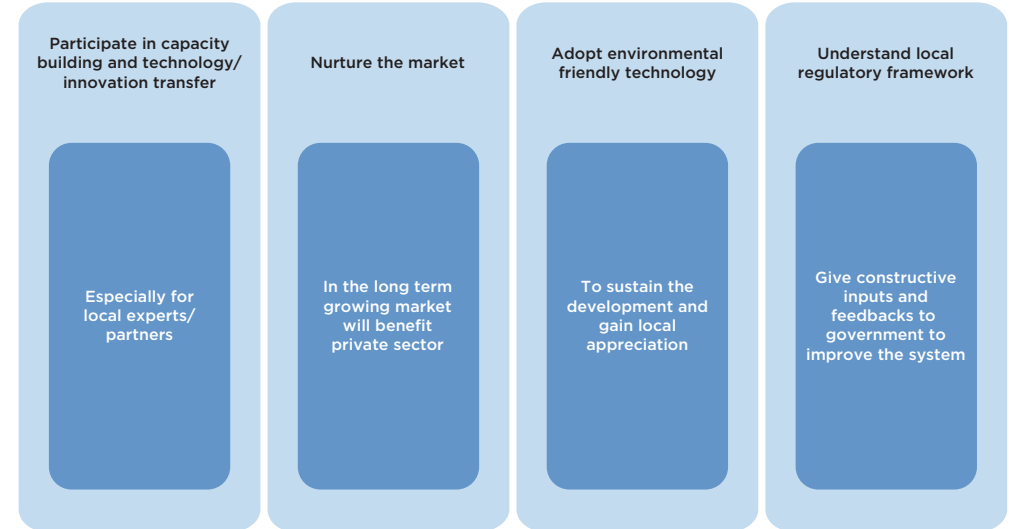 Participate in capacity
building and technology/
innovation transfer
Especially for
local experts/
partners
Nurture the market
In the long term
growing market
will benefit
private sector
Adopt environmental
friendly technology
To sustain the
development and
gain local
appreciation
Understand local
regulatory framework
Give constructive
inputs and
feedbacks to
government to
improve the system